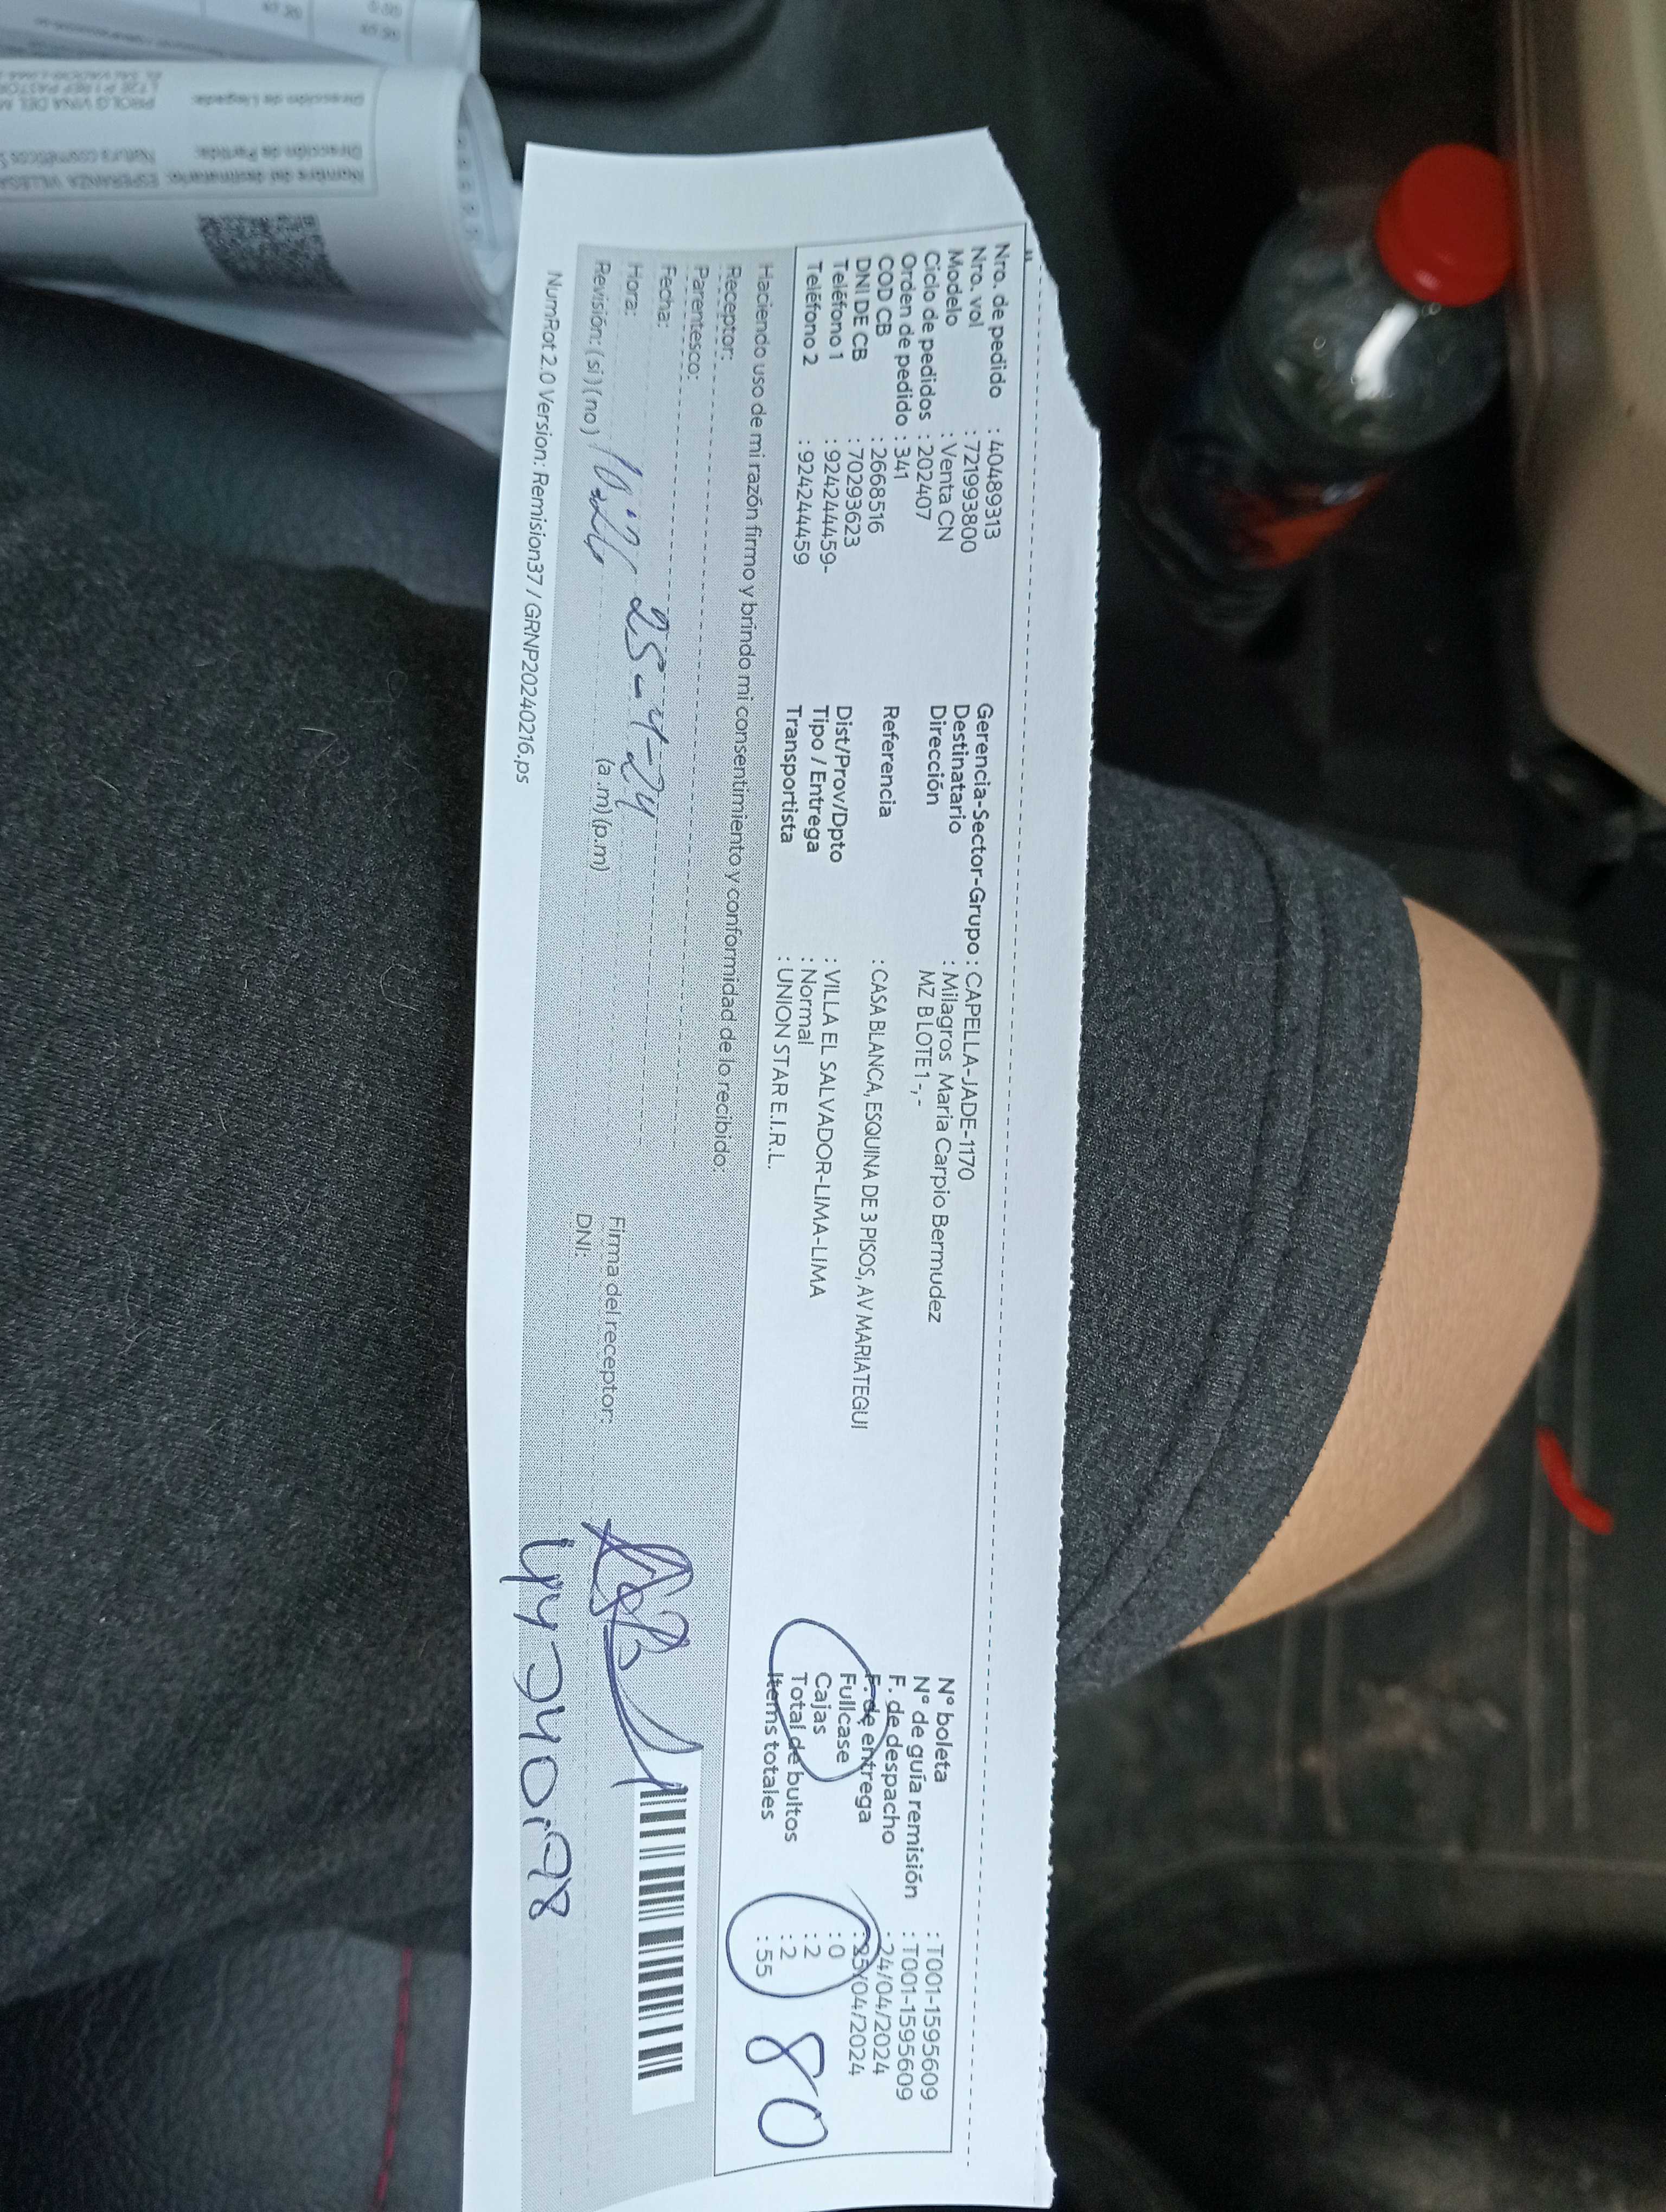 Nro. de pedido : 40489313
Nro. vol : 721993800
Modelo : Venta CN
Ciclo de pedidos : 202407
Orden de pedido : 341
COD CB : 2668516
DNI DE CB : 70293623
Teléfono 1 : 924244459-
Teléfono 2 : 924244459
Gerencia-Sector-Grupo : CAPELLA-JADE-1170
Destinatario : Milagros Maria Carpio Bermudez
Dirección MZ B LOTE 1 -, -
Referencia : CASA BLANCA, ESQUINA DE 3 PISOS, AV MARIATEGUI
Dist/Prov/Dpto : VILLA EL SALVADOR-LIMA-LIMA
Tipo / Entrega : Normal
Transportista : UNION STAR E.I.R.L.
N° boleta : T001-1595609
N° de guía remisión : T001-1595609
F. de despacho : 24/04/2024
F. de entrega : 25/04/2024
Fullcase : 0
Cajas : 2
Total de bultos : 2
Items totales : 55
80
Haciendo uso de mi razón firmo y brindo mi consentimiento y conformidad de lo recibido:
Receptor:
Parentesco:
Fecha: 25-4-24
Hora: (a.m) (p.m)
Revisión: (si) (no)
Firma del receptor:
DNI:
NumRot 2.0 Version: Remision37 / GRNP20240216.ps
Nombre del destinatario: ESPERANZA
Dirección de Partida: Natura cosméticos
Dirección de Llegada: